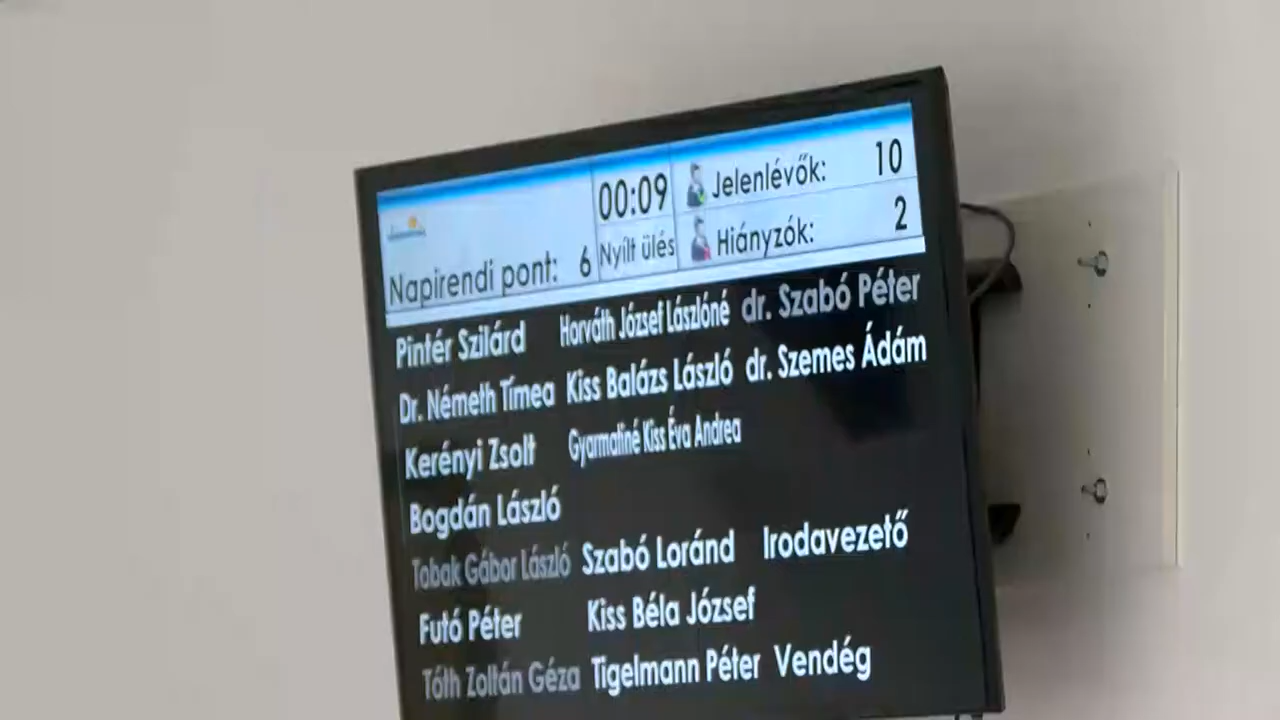 Napirendi pont: 6
00:09
Nyílt ülés
Jelenlévők: 10
Hiányzók: 2
Pintér Szilárd Horváth József Lászlóné dr. Szabó Péter
Dr. Németh Tímea Kiss Balázs László dr. Szemes Ádám
Kerényi Zsolt Gyarmatiné Kiss Éva Andrea
Bogdán László
Tobak Gábor László Szabó Loránd Irodavezető
Futó Péter Kiss Béla József
Tóth Zoltán Géza Tigelmann Péter Vendég